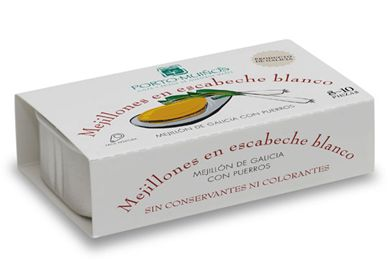 PORTO-MUIÑOS
Mejillones en escabeche blanco
8-10
PIEZAS
MEJILLÓN DE GALICIA CON PUERROS
Mejillones en escabeche blanco
MEJILLÓN DE GALICIA
CON PUERROS
SIN CONSERVANTES NI COLORANTES